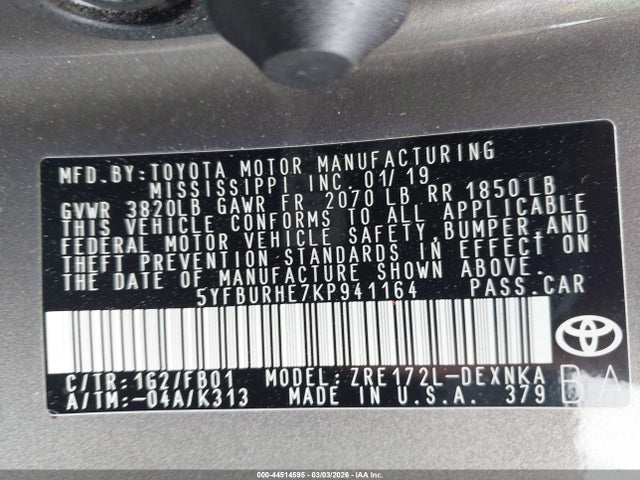 MFD.BY:TOYOTA MOTOR MANUFACTURING
MISSISSIPPI INC. 01/19
GVWR 3820LB GAWR FR 2070 LB RR 1850LB
THIS VEHICLE CONFORMS TO ALL APPLICABLE
FEDERAL MOTOR VEHICLE SAFETY, BUMPER,AND
THEFT PREVENTION STANDARDS IN EFFECT ON
THE DATE OF MANUFACTURE SHOWN ABOVE.
5YFBURHE7KP941164 PASS.CAR
C/TR:1G2/FB01 MODEL: ZRE172L-DEXNKA
A/TM:-04A/K313 MADE IN U.S.A. 379
TOYOTA
BA
000-44514595 - 03/03/2026 - IAAI, Inc.